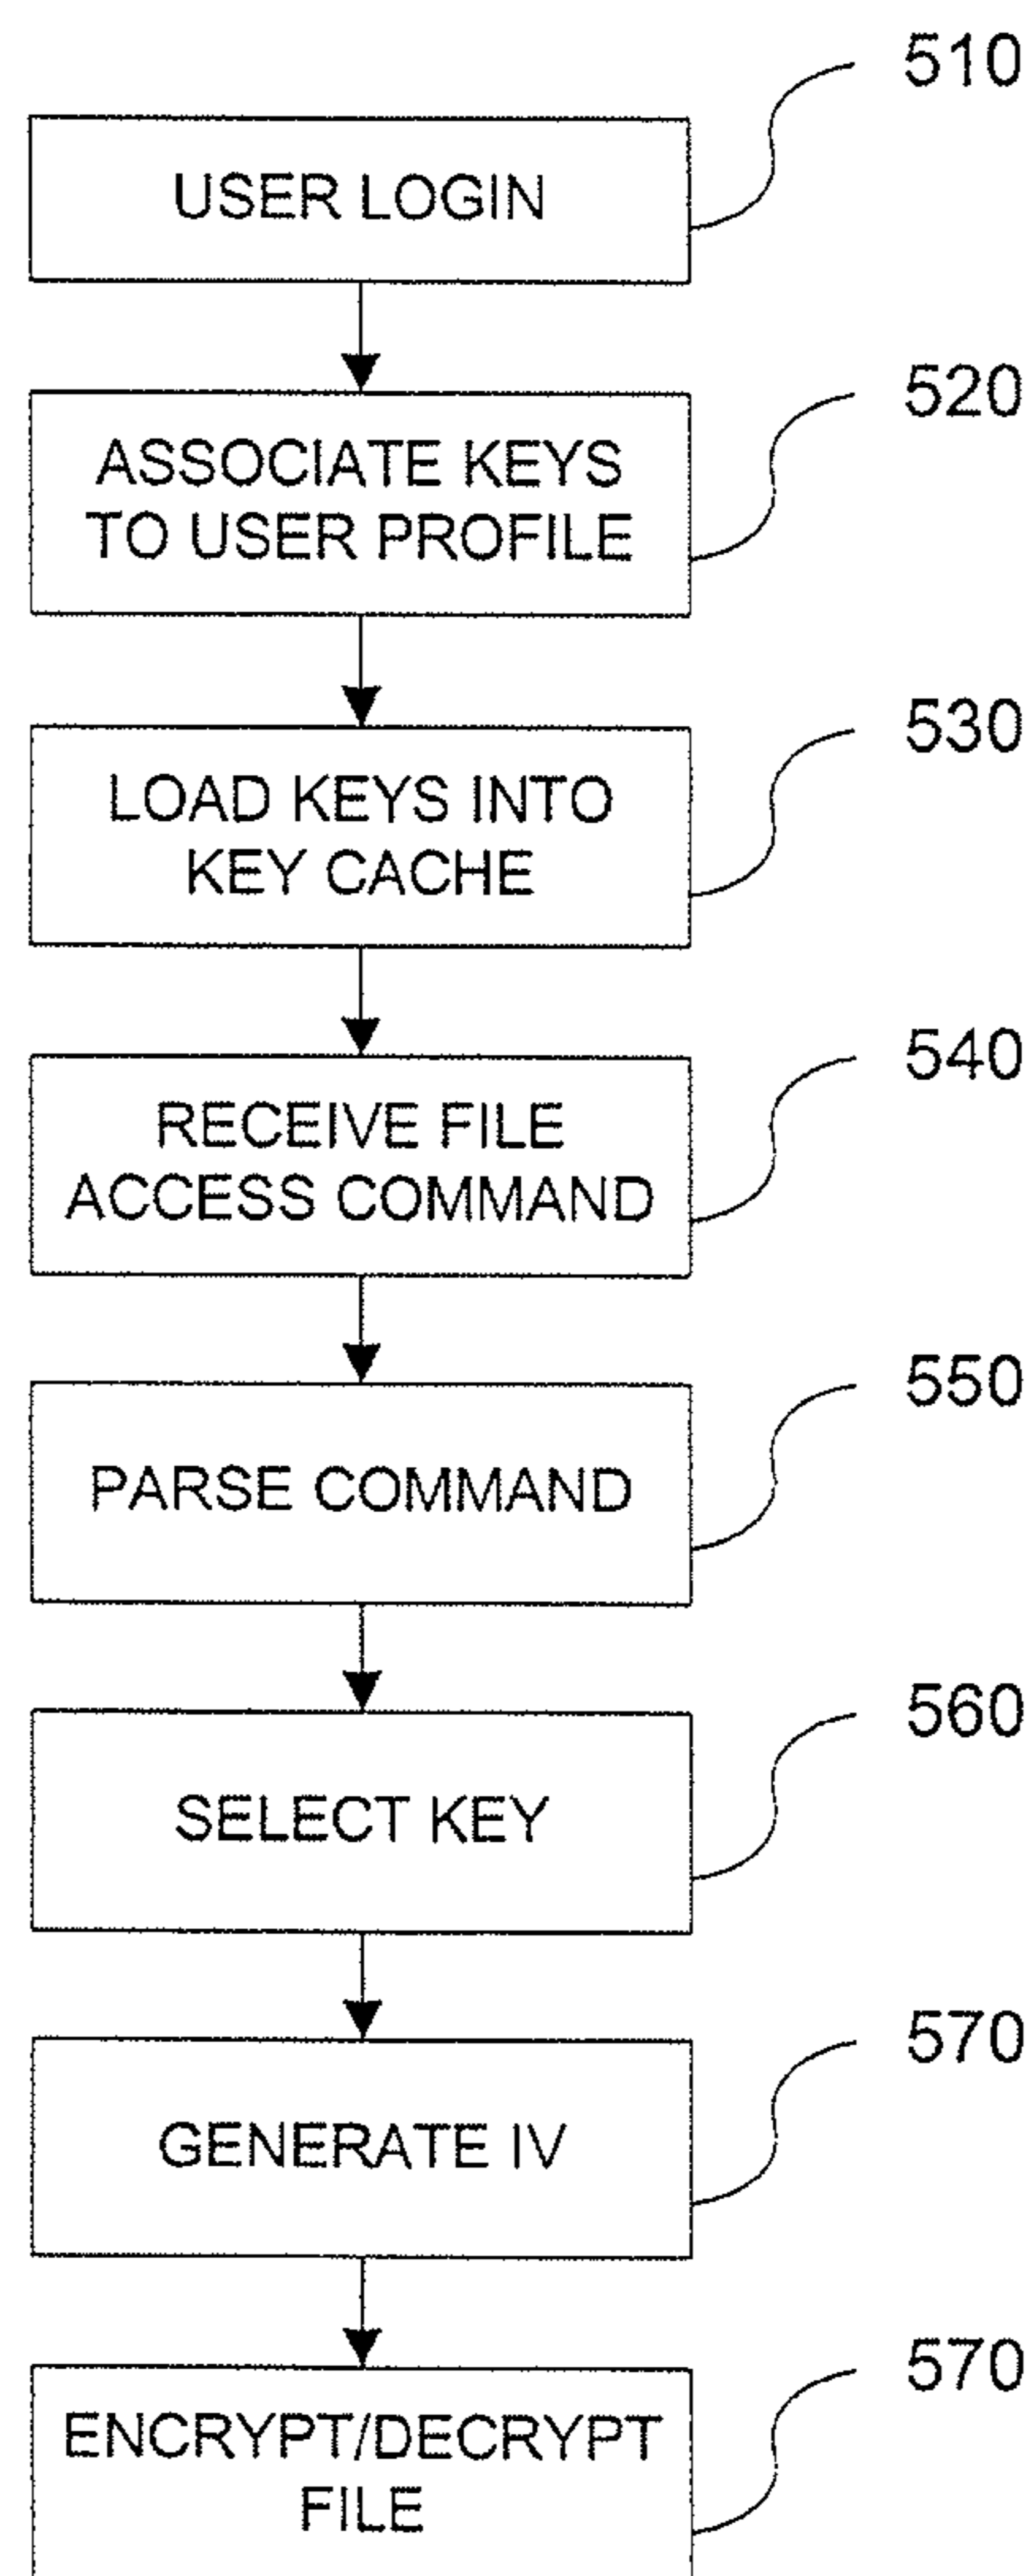 510
USER LOGIN
520
ASSOCIATE KEYS
TO USER PROFILE
530
LOAD KEYS INTO
KEY CACHE
540
RECEIVE FILE
ACCESS COMMAND
550
PARSE COMMAND
560
SELECT KEY
570
GENERATE IV
570
ENCRYPT/DECRYPT
FILE